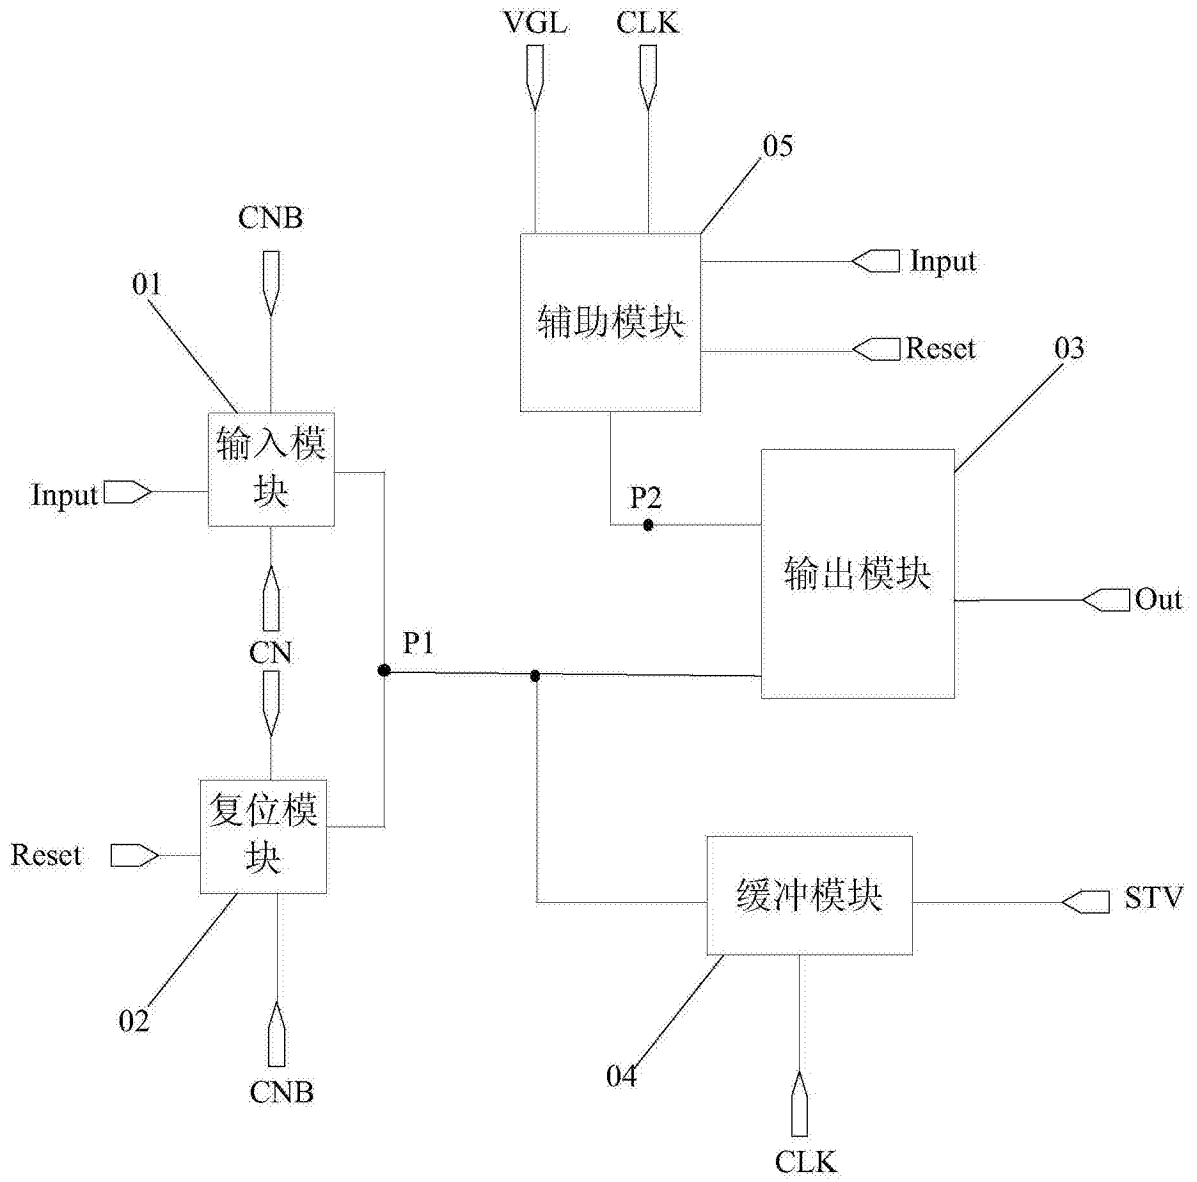 VGL
CLK
05
CNB
01
Input
辅助模块
Reset
03
输入模
块
Input
P2
输出模块
Out
CN
P1
复位模
块
Reset
缓冲模块
STV
02
04
CNB
CLK